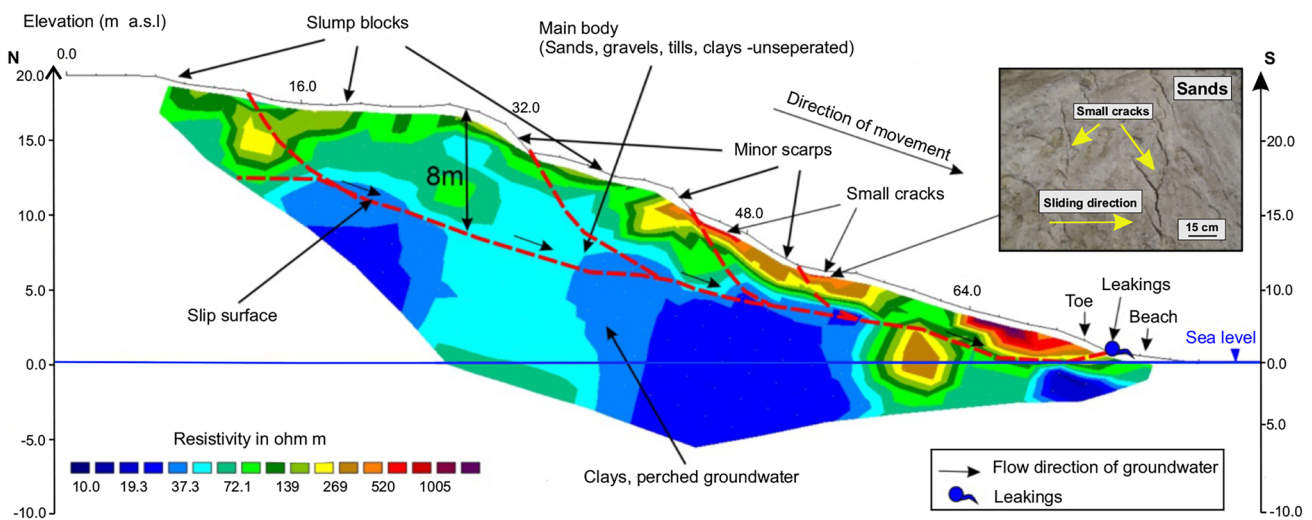 Elevation (m a.s.l)
Slump blocks
Main body
(Sands, gravels, tills, clays -unseperated)
N
S
0.0
20.0
15.0
10.0
5.0
0.0
-5.0
-10.0
16.0
32.0
48.0
64.0
8m
Direction of movement
Minor scarps
Small cracks
Slip surface
Toe
Leakings
Beach
Sea level
Sands
Small cracks
Sliding direction
15 cm
20.0
15.0
10.0
0.0
-5.0
-10.0
Clays, perched groundwater
Resistivity in ohm m
10.0 19.3 37.3 72.1 139 269 520 1005
Flow direction of groundwater
Leakings